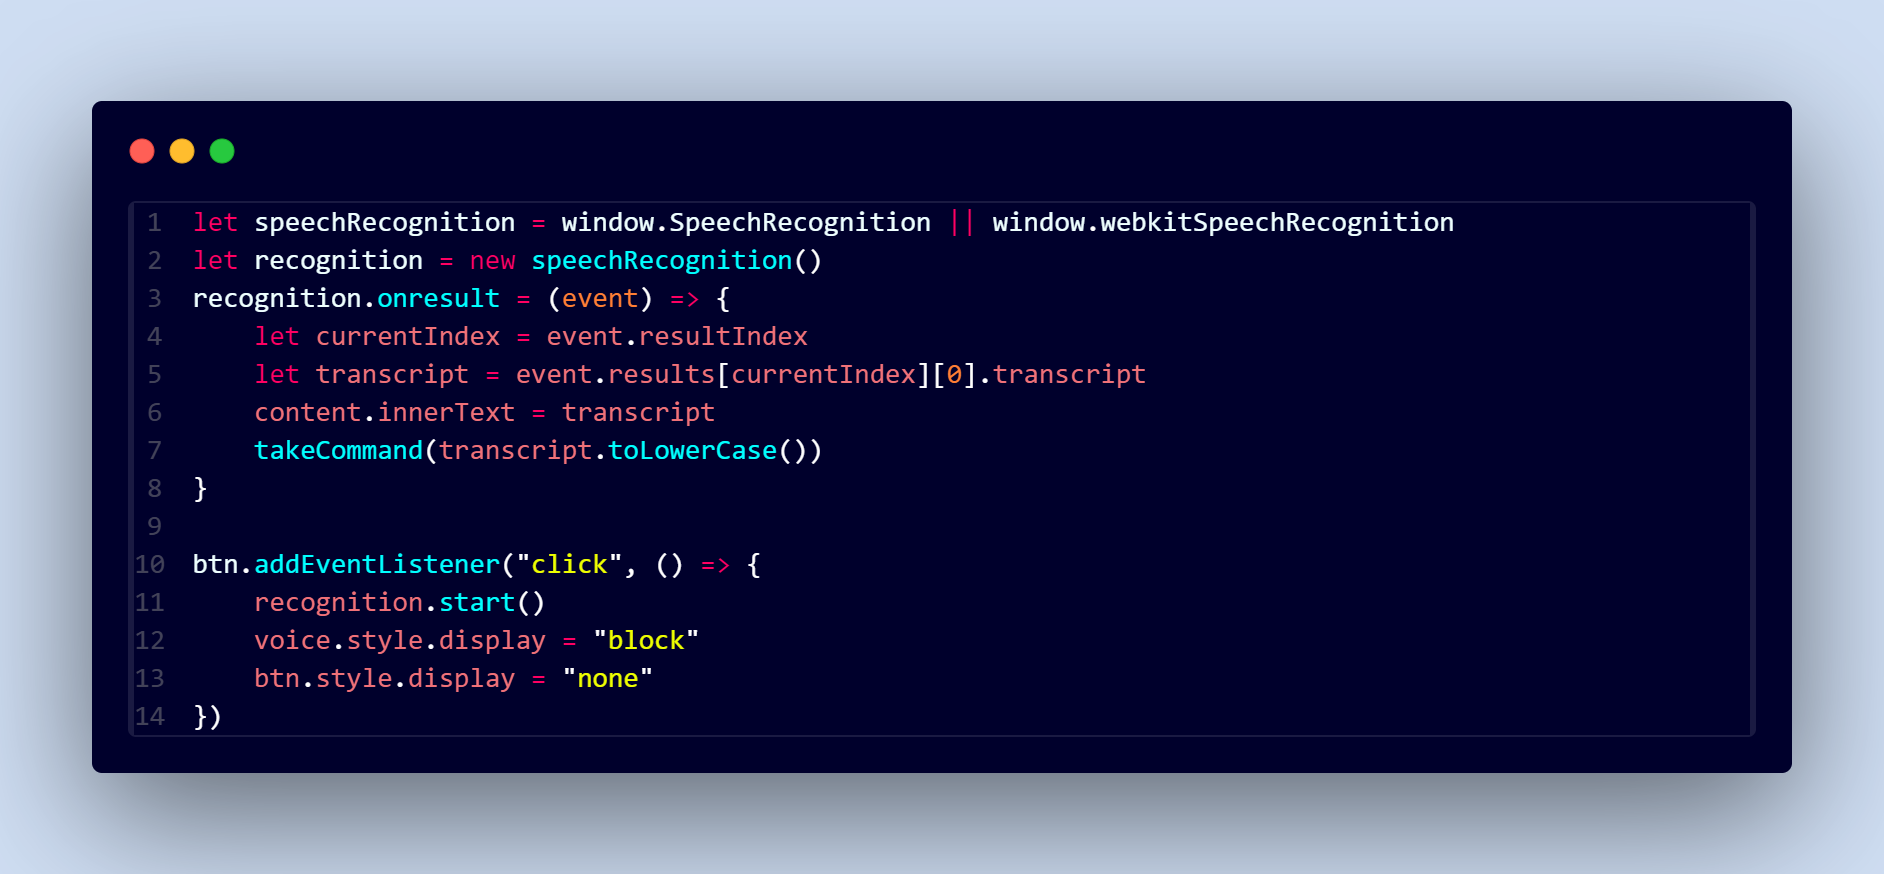 1 let speechRecognition = window.SpeechRecognition || window.webkitSpeechRecognition
2 let recognition = new speechRecognition()
3 recognition.onresult = (event) => {
4     let currentIndex = event.resultIndex
5     let transcript = event.results[currentIndex][0].transcript
6     content.innerText = transcript
7     takeCommand(transcript.toLowerCase())
8 }
9
10 btn.addEventListener("click", () => {
11     recognition.start()
12     voice.style.display = "block"
13     btn.style.display = "none"
14 })